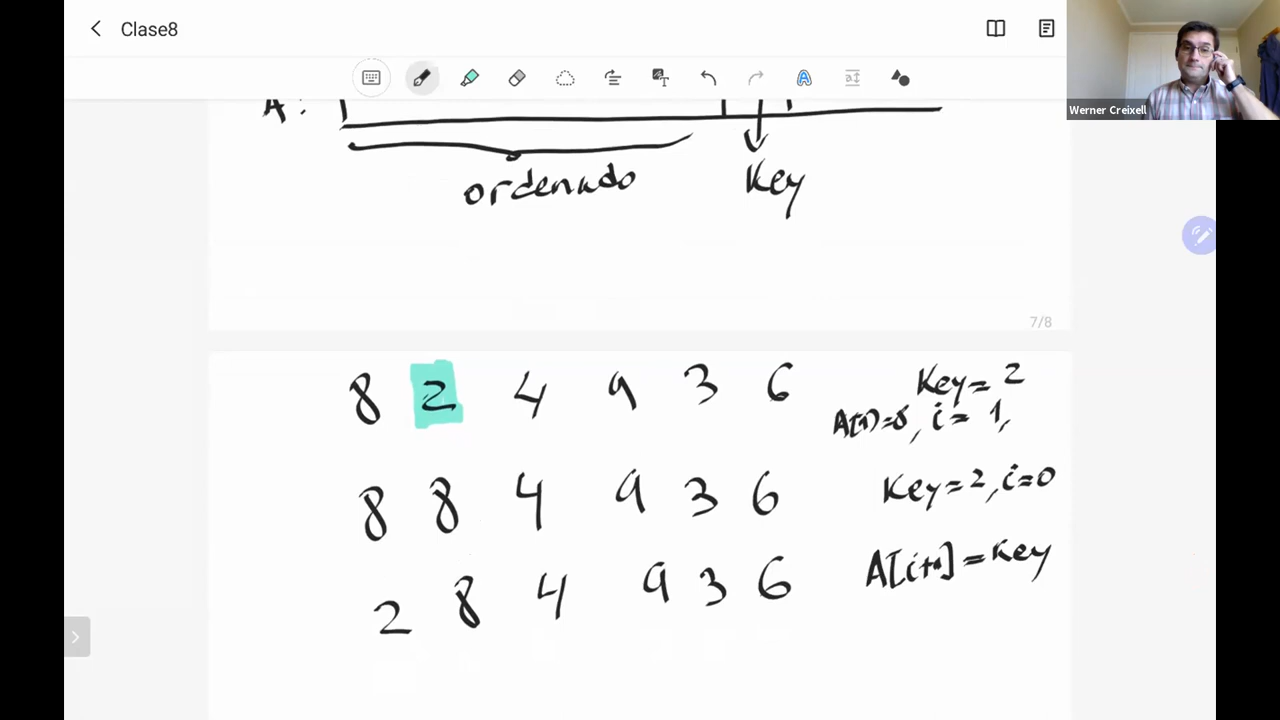 Clase8
Werner Creixell
A:
ordenado
Key
7/8
8 2 4 9 3 6 Key=2
A[1]=8, i=1,
8 8 4 9 3 6 Key=2, i=0
2 8 4 9 3 6 A[i+1]=Key